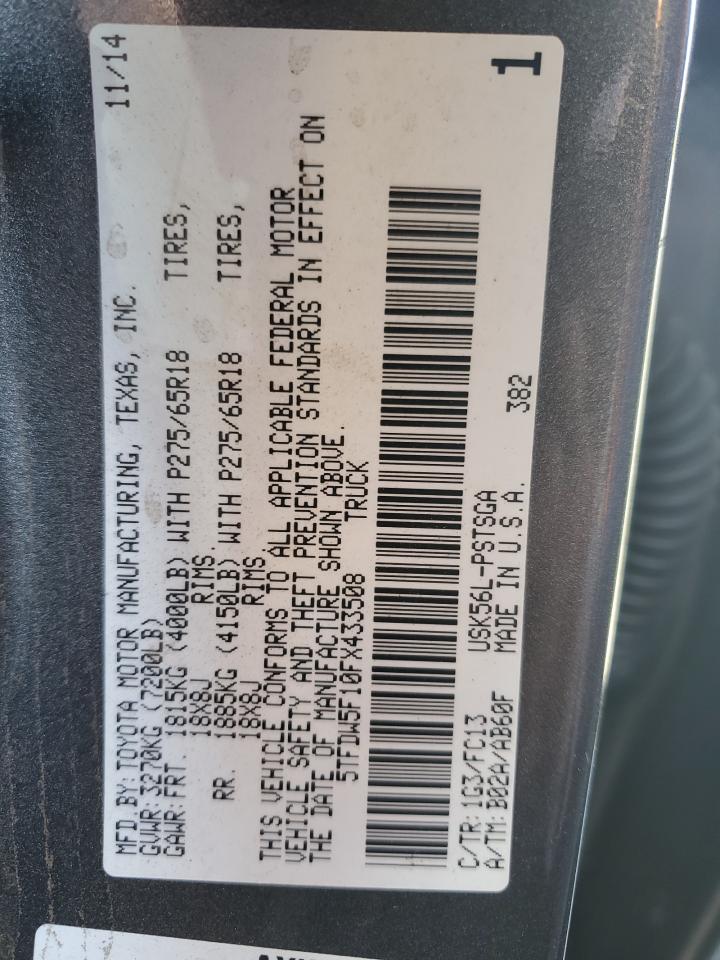 MFD.BY:TOYOTA MOTOR MANUFACTURING, TEXAS, INC. 11/14
GVWR:3270KG (7200LB)
GAWR:FRT. 1815KG (4000LB) WITH P275/65R18 TIRES,
18X8J RIMS.
RR. 1885KG (4150LB) WITH P275/65R18 TIRES,
18X8J RIMS.
THIS VEHICLE CONFORMS TO ALL APPLICABLE FEDERAL MOTOR
VEHICLE SAFETY AND THEFT PREVENTION STANDARDS IN EFFECT ON
THE DATE OF MANUFACTURE SHOWN ABOVE.
5TFDW5F10FX433508 TRUCK
C/TR:1G3/FC13 USK56L-PSTSGA
A/TM:B02A/AB60F MADE IN U.S.A. 382
1